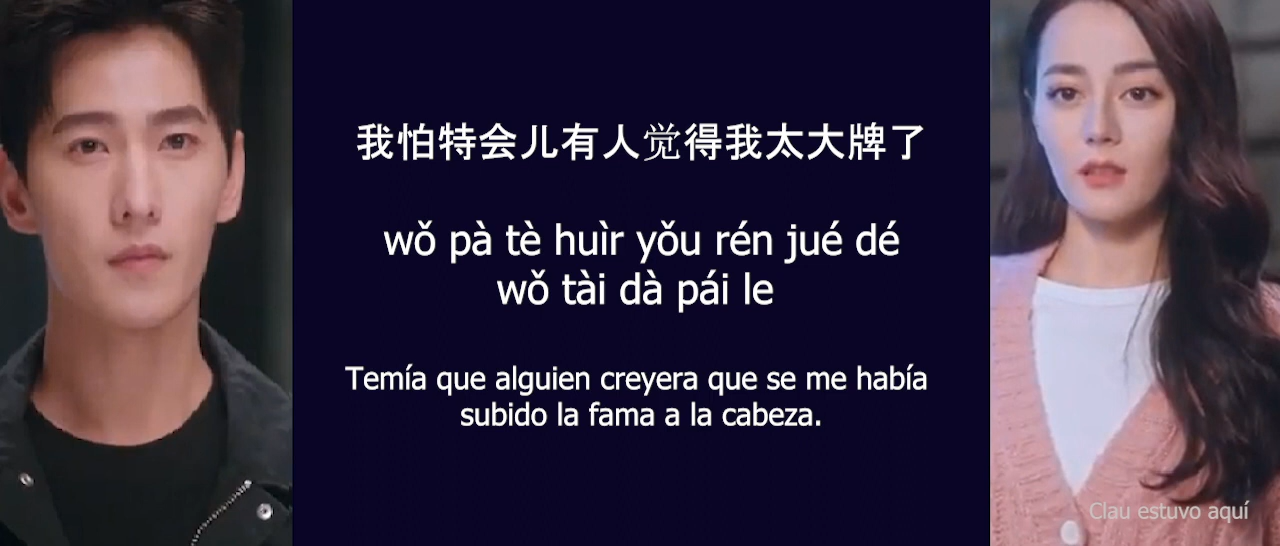 我怕特会儿有人觉得我太大牌了
wǒ pà tè huìr yǒu rén jué dé
wǒ tài dà pái le
Temía que alguien creyera que se me había
subido la fama a la cabeza.
Clau estuvo aquí